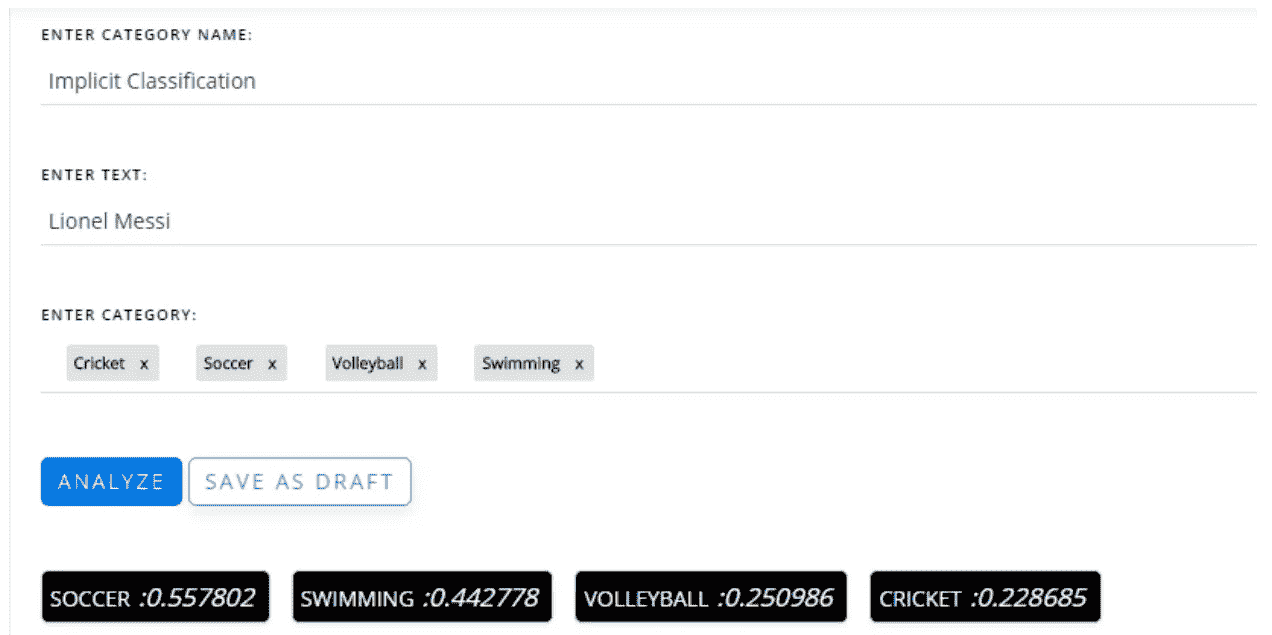 ENTER CATEGORY NAME:
Implicit Classification
ENTER TEXT:
Lionel Messi
ENTER CATEGORY:
Cricket x Soccer x Volleyball x Swimming x
ANALYZE SAVE AS DRAFT
SOCCER :0.557802 SWIMMING :0.442778 VOLLEYBALL :0.250986 CRICKET :0.228685